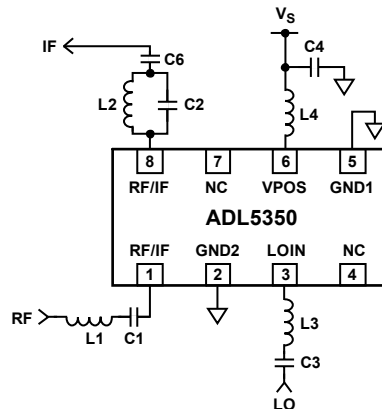 VS
IF
C6
C4
L2
C2
L4
8
7
6
5
RF/IF
NC
VPOS
GND1
ADL5350
RF/IF
GND2
LOIN
NC
1
2
3
4
RF
L1
C1
L3
C3
LO